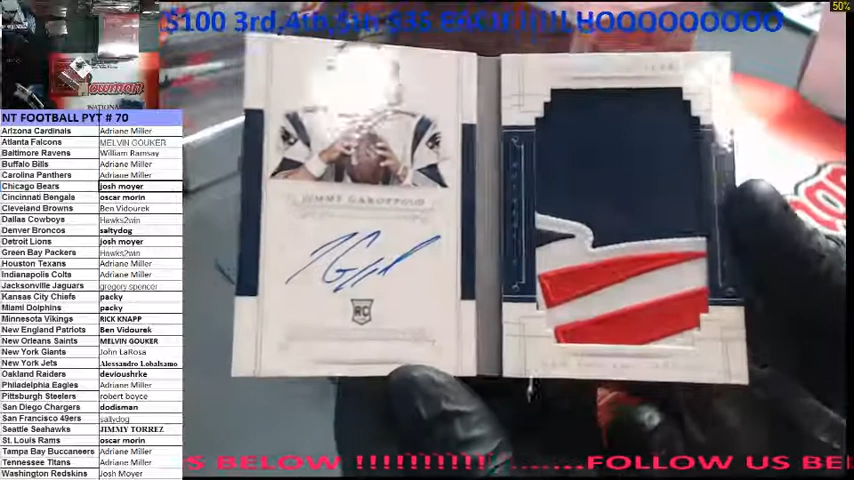 50%
$100 3rd,4th,5th $35 EACH !!!!LHOOOOOOOOO
owman
NATIONAL
NT FOOTBALL PYT # 70
Arizona Cardinals Adriane Miller
Atlanta Falcons MELVIN GOUKER
Baltimore Ravens William Ramsay
Buffalo Bills Adriane Miller
Carolina Panthers Adriane Miller
Chicago Bears josh moyer
Cincinnati Bengals oscar morin
Cleveland Browns Ben Vidourek
Dallas Cowboys Hawks2win
Denver Broncos saltydog
Detroit Lions josh moyer
Green Bay Packers Hawks2win
Houston Texans Adriane Miller
Indianapolis Colts Adriane Miller
Jacksonville Jaguars gregory spencer
Kansas City Chiefs packy
Miami Dolphins packy
Minnesota Vikings RICK KNAPP
New England Patriots Ben Vidourek
New Orleans Saints MELVIN GOUKER
New York Giants John LaRosa
New York Jets Alessandro Lobalsamo
Oakland Raiders devioushrke
Philadelphia Eagles Adriane Miller
Pittsburgh Steelers robert boyce
San Diego Chargers dodisman
San Francisco 49ers saltydog
Seattle Seahawks JIMMY TORREZ
St. Louis Rams oscar morin
Tampa Bay Buccaneers Adriane Miller
Tennessee Titans Adriane Miller
Washington Redskins Josh Moyer
JIMMY GAROPPOLO
RC
S BELOW !!!!!!!!!!!!! .......FOLLOW US BE